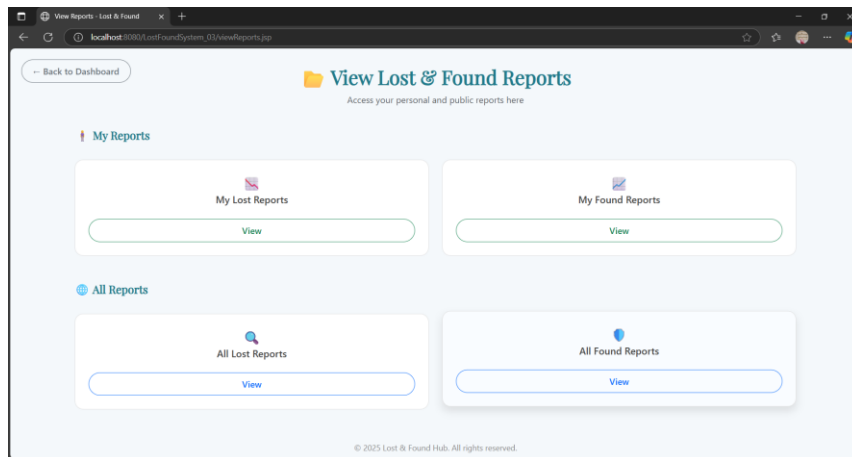 View Reports - Lost & Found
localhost:8080/LostFoundSystem_03/viewReports.jsp
← Back to Dashboard
View Lost & Found Reports
Access your personal and public reports here
My Reports
My Lost Reports
My Found Reports
View
View
All Reports
All Lost Reports
All Found Reports
View
View
© 2025 Lost & Found Hub. All rights reserved.